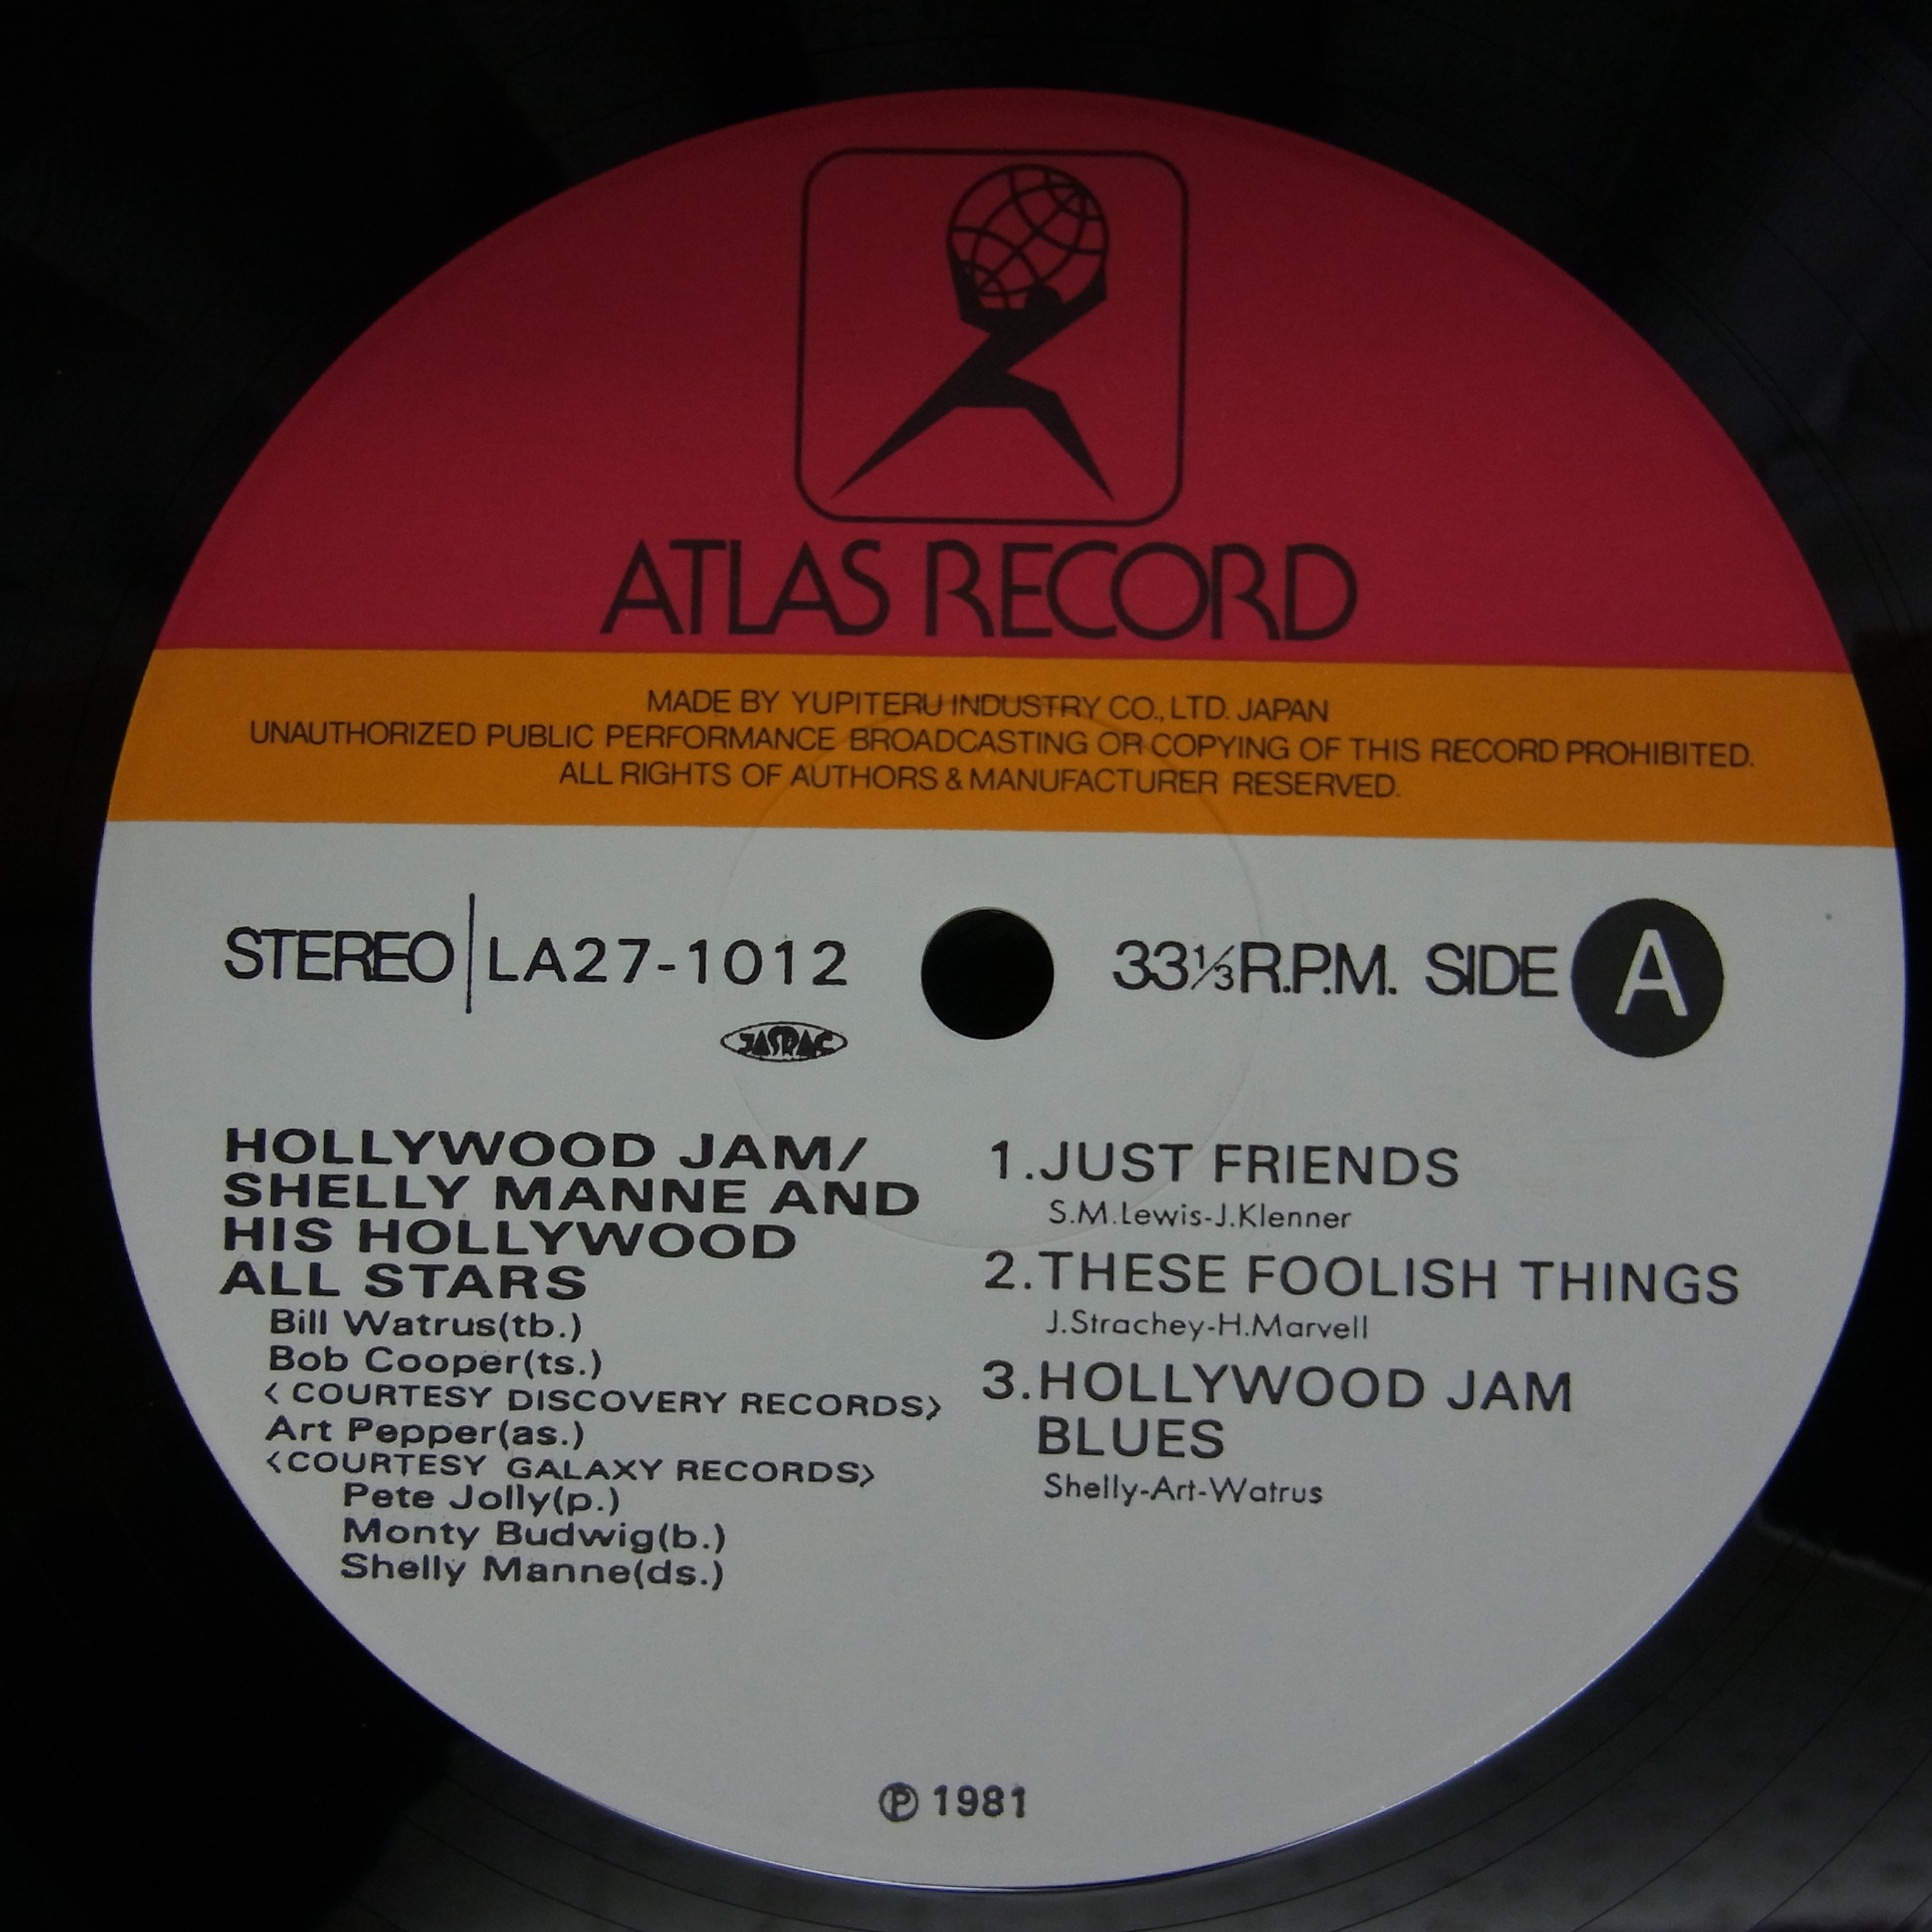 ATLAS RECORD
MADE BY YUPITERU INDUSTRY CO., LTD. JAPAN
UNAUTHORIZED PUBLIC PERFORMANCE BROADCASTING OR COPYING OF THIS RECORD PROHIBITED.
ALL RIGHTS OF AUTHORS & MANUFACTURER RESERVED.
STEREO LA27-1012
33⅓ R.P.M. SIDE A
JASRAC
HOLLYWOOD JAM/
SHELLY MANNE AND
HIS HOLLYWOOD
ALL STARS
Bill Watrus(tb.)
Bob Cooper(ts.)
< COURTESY DISCOVERY RECORDS>
Art Pepper(as.)
<COURTESY GALAXY RECORDS>
Pete Jolly(p.)
Monty Budwig(b.)
Shelly Manne(ds.)
1.JUST FRIENDS
S.M.Lewis-J.Klenner
2.THESE FOOLISH THINGS
J.Strachey-H.Marvell
3.HOLLYWOOD JAM
BLUES
Shelly-Art-Watrus
℗ 1981